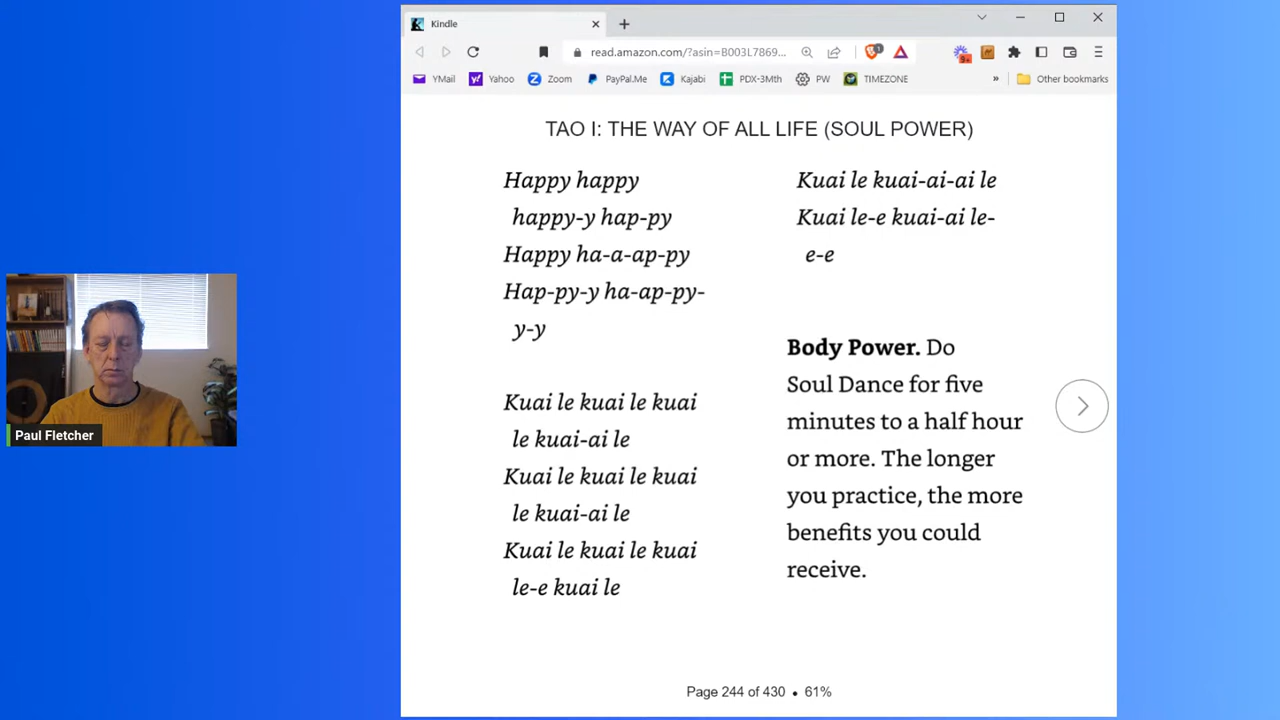 Kindle
read.amazon.com/?asin=B003L7869...
1
9+
YMail
Yahoo
Zoom
PayPal.Me
Kajabi
PDX-3Mth
PW
TIMEZONE
»
Other bookmarks
TAO I: THE WAY OF ALL LIFE (SOUL POWER)
Happy happy
happy-y hap-py
Happy ha-a-ap-py
Hap-py-y ha-ap-py-
y-y
Kuai le kuai le kuai
le kuai-ai le
Kuai le kuai le kuai
le kuai-ai le
Kuai le kuai le kuai
le-e kuai le
Kuai le kuai-ai-ai le
Kuai le-e kuai-ai le-
e-e
Body Power. Do
Soul Dance for five
minutes to a half hour
or more. The longer
you practice, the more
benefits you could
receive.
Page 244 of 430 • 61%
Paul Fletcher